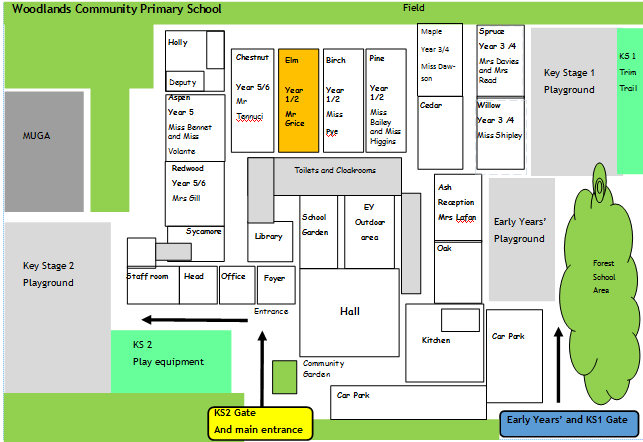 Woodlands Community Primary School
Field
Holly
Deputy
Chestnut
Year 5/6
Mr
Tennuci
Elm
Year
1/2
Mr
Grice
Birch
Year
1/2
Miss
Pye
Pine
Year
1/2
Miss
Bailey
and Miss
Higgins
Maple
Year 3/4
Miss Daw-
son
Cedar
Spruce
Year 3 /4
Mrs Davies
and Mrs
Read
Willow
Year 3 /4
Miss Shipley
Key Stage 1
Playground
KS 1
Trim
Trail
MUGA
Aspen
Year 5
Miss Bennet
and Miss
Volante
Redwood
Year 5/6
Mrs Gill
Sycamore
Toilets and Cloakrooms
Library
School
Garden
EY
Outdoor
area
Ash
Reception
Mrs Lafan
Oak
Early Years'
Playground
Forest
School
Area
Key Stage 2
Playground
Staff room
Head
Office
Foyer
Entrance
Hall
Kitchen
Car Park
KS 2
Play equipment
Community
Garden
Car Park
KS2 Gate
And main entrance
Early Years' and KS1 Gate